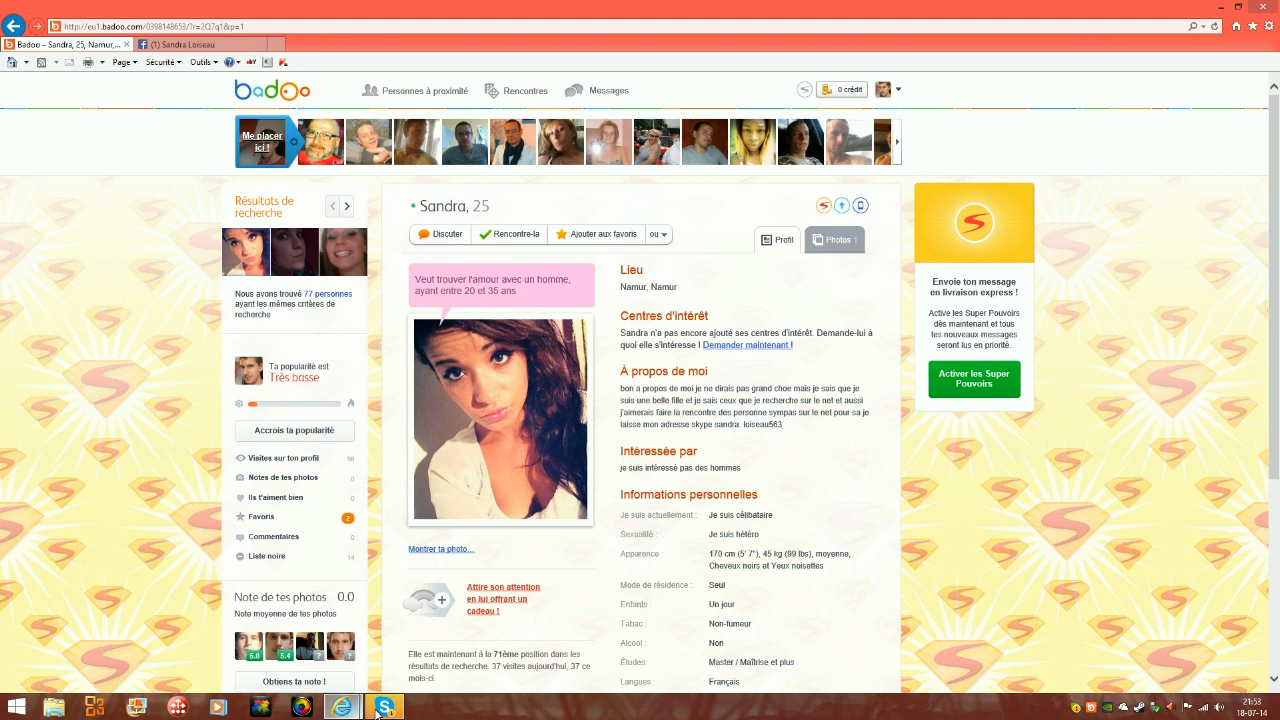 http://eu1.badoo.com/0398148653/?r=2Q7q1&p=1
Badoo – Sandra, 25, Namur,...
(1) Sandra Loiseau
Page
Sécurité
Outils
badoo
Personnes à proximité
Rencontres
Messages
0 crédit
Me placer
ici !
Résultats de
recherche
Nous avons trouvé 77 personnes
ayant les mêmes critères de
recherche
Ta popularité est
Très basse
Accrois ta popularité
Visites sur ton profil 56
Notes de tes photos 0
Ils t'aiment bien 0
Favoris 2
Commentaires 0
Liste noire 14
Note de tes photos 0.0
Note moyenne de tes photos
5.0 5.4 ? ?
Obtiens ta note !
Sandra, 25
Discuter
Rencontre-la
Ajouter aux favoris
ou
Profil
Photos 1
Veut trouver l'amour avec un homme,
ayant entre 20 et 35 ans
Montrer ta photo...
Attire son attention
en lui offrant un
cadeau !
Elle est maintenant à la 71ème position dans les
résultats de recherche. 37 visites aujourd'hui, 37 ce
mois-ci.
Lieu
Namur, Namur
Centres d'intérêt
Sandra n'a pas encore ajouté ses centres d'intérêt. Demande-lui à
quoi elle s'intéresse ! Demander maintenant !
À propos de moi
bon a propos de moi je ne dirais pas grand choe mais je sais que je
suis une belle fille et je sais ceux que je recherche sur le net et aussi
j'aimerais faire la rencontre des personne sympas sur le net pour sa je
laisse mon adresse skype sandra. loiseau563
Intéressée par
je suis intéressé pas des hommes
Informations personnelles
Je suis actuellement : Je suis célibataire
Sexualité : Je suis hétéro
Apparence : 170 cm (5' 7"), 45 kg (99 lbs), moyenne,
Cheveux noirs et Yeux noisettes
Mode de résidence : Seul
Enfants : Un jour
Tabac : Non-fumeur
Alcool : Non
Études: Master / Maîtrise et plus
Langues : Français
Envoie ton message
en livraison express !
Active les Super Pouvoirs
dès maintenant et tous
tes nouveaux messages
seront lus en priorité.
Activer les Super
Pouvoirs
21:53
18-07-14